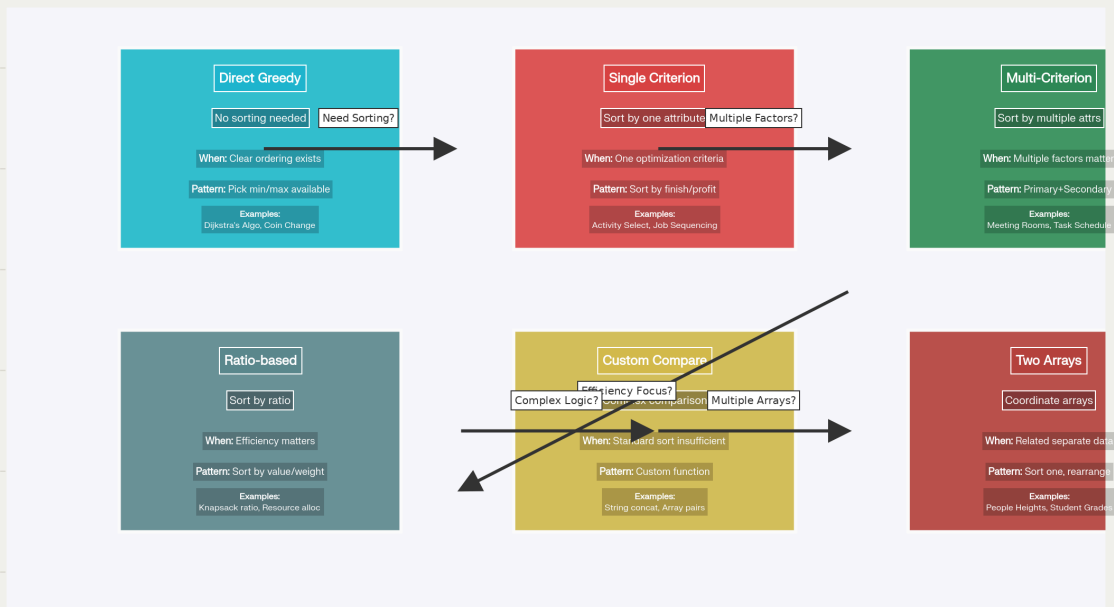 Direct Greedy
No sorting needed
Need Sorting?
When: Clear ordering exists
Pattern: Pick min/max available
Examples:
Dijkstra's Algo, Coin Change
Single Criterion
Sort by one attribute
Multiple Factors?
When: One optimization criteria
Pattern: Sort by finish/profit
Examples:
Activity Select, Job Sequencing
Multi-Criterion
Sort by multiple attrs
When: Multiple factors matter
Pattern: Primary+Secondary
Examples:
Meeting Rooms, Task Schedule
Ratio-based
Sort by ratio
When: Efficiency matters
Pattern: Sort by value/weight
Examples:
Knapsack ratio, Resource alloc
Custom Compare
Efficiency Focus?
Complex Logic?
Complex comparison
Multiple Arrays?
When: Standard sort insufficient
Pattern: Custom function
Examples:
String concat, Array pairs
Two Arrays
Coordinate arrays
When: Related separate data
Pattern: Sort one, rearrange
Examples:
People Heights, Student Grades